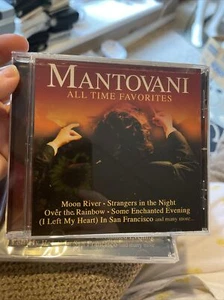 MANTOVANI
ALL TIME FAVORITES
Moon River • Strangers in the Night
Over the Rainbow • Some Enchanted Evening
(I Left My Heart) In San Francisco and many more...